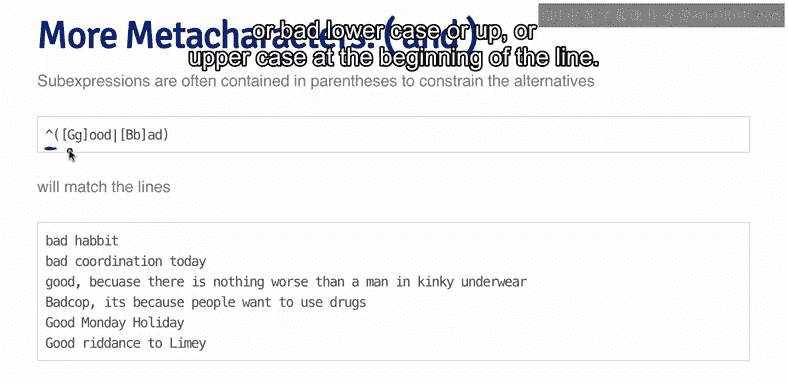 More Metacharacters: ( and )
or bad lower case or up, or
upper case at the beginning of the line.
Subexpressions are often contained in parentheses to constrain the alternatives
^([Gg]ood|[Bb]ad)
will match the lines
bad habbit
bad coordination today
good, becuase there is nothing worse than a man in kinky underwear
Badcop, its because people want to use drugs
Good Monday Holiday
Good riddance to Limey